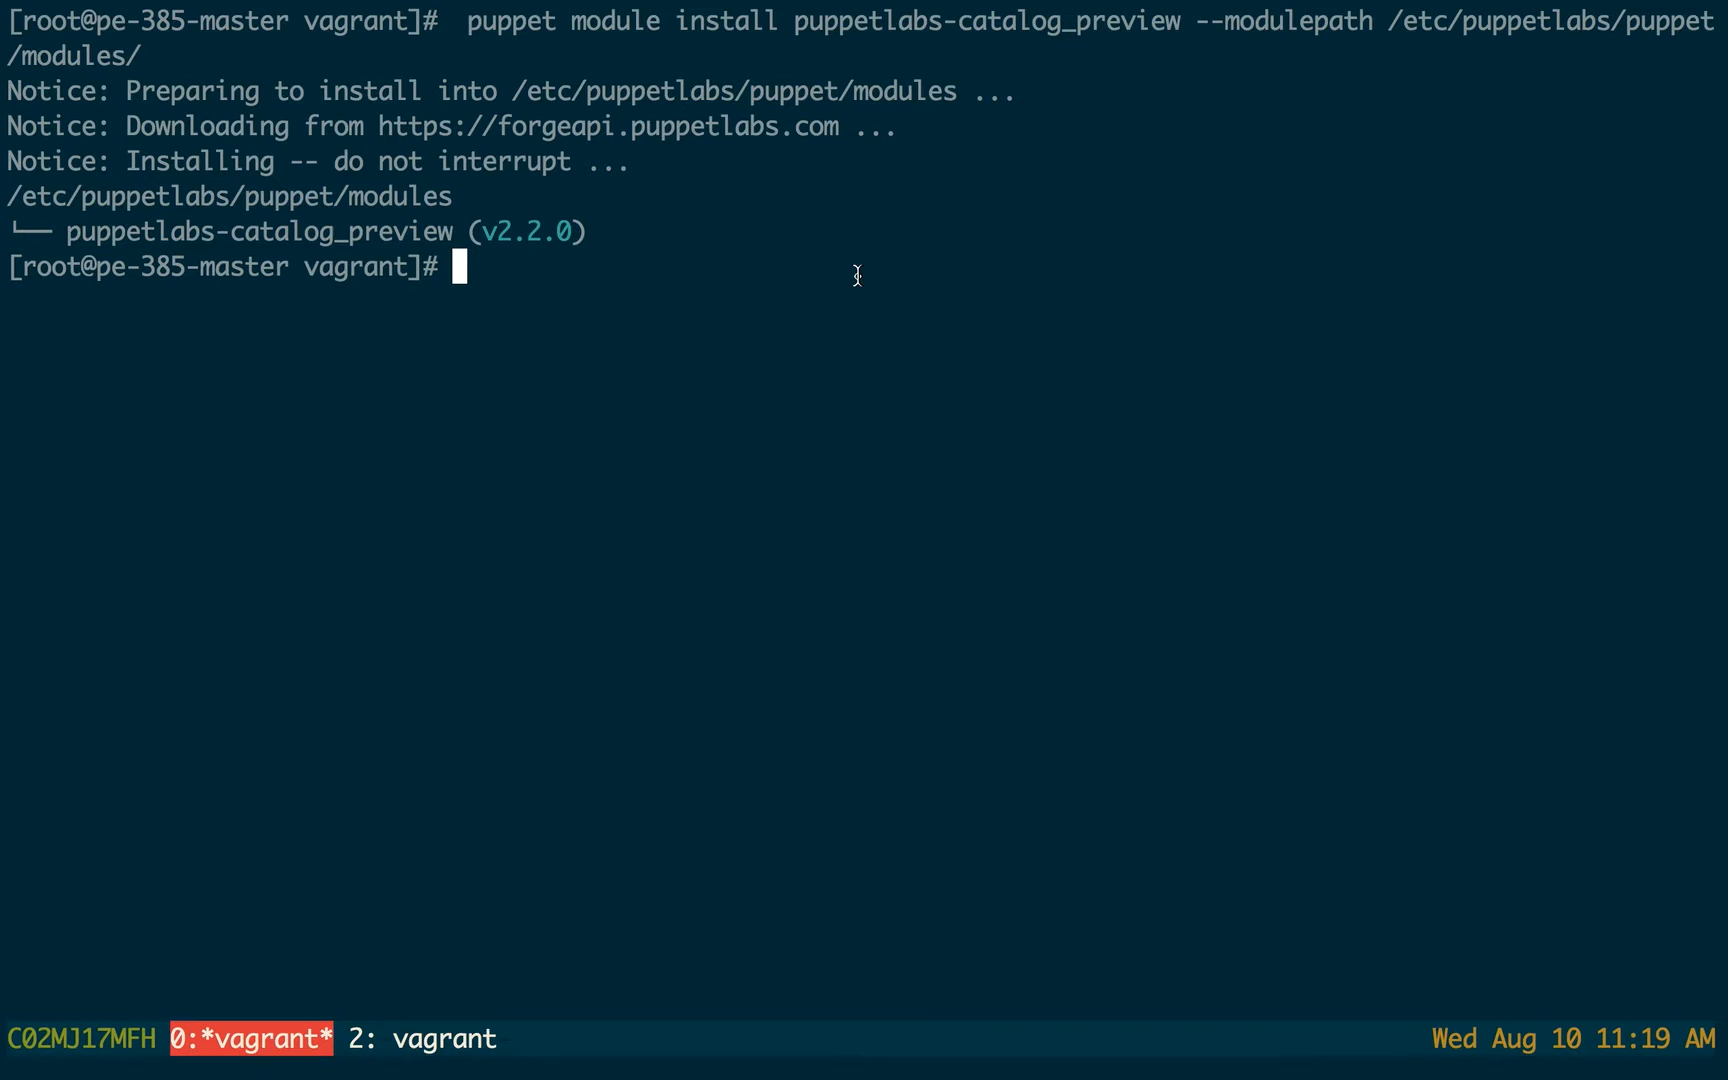 [root@pe-385-master vagrant]#  puppet module install puppetlabs-catalog_preview --modulepath /etc/puppetlabs/puppet
/modules/
Notice: Preparing to install into /etc/puppetlabs/puppet/modules ...
Notice: Downloading from https://forgeapi.puppetlabs.com ...
Notice: Installing -- do not interrupt ...
/etc/puppetlabs/puppet/modules
└── puppetlabs-catalog_preview (v2.2.0)
[root@pe-385-master vagrant]#
C02MJ17MFH 0:*vagrant* 2: vagrant Wed Aug 10 11:19 AM